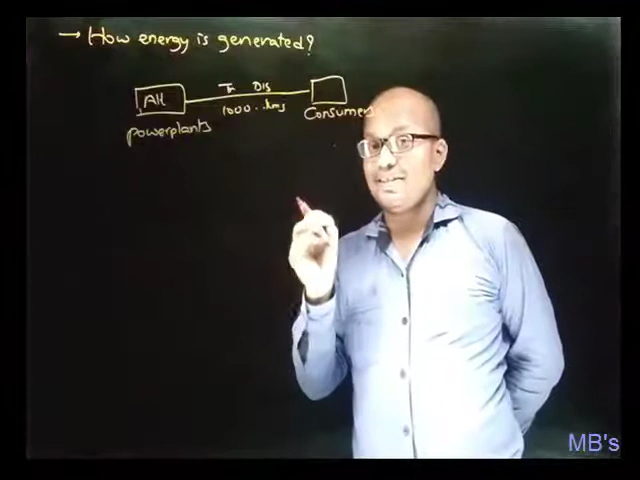 → How energy is generated?
Tr Dis
All
1000...kms
Consumers
powerplants
MB's